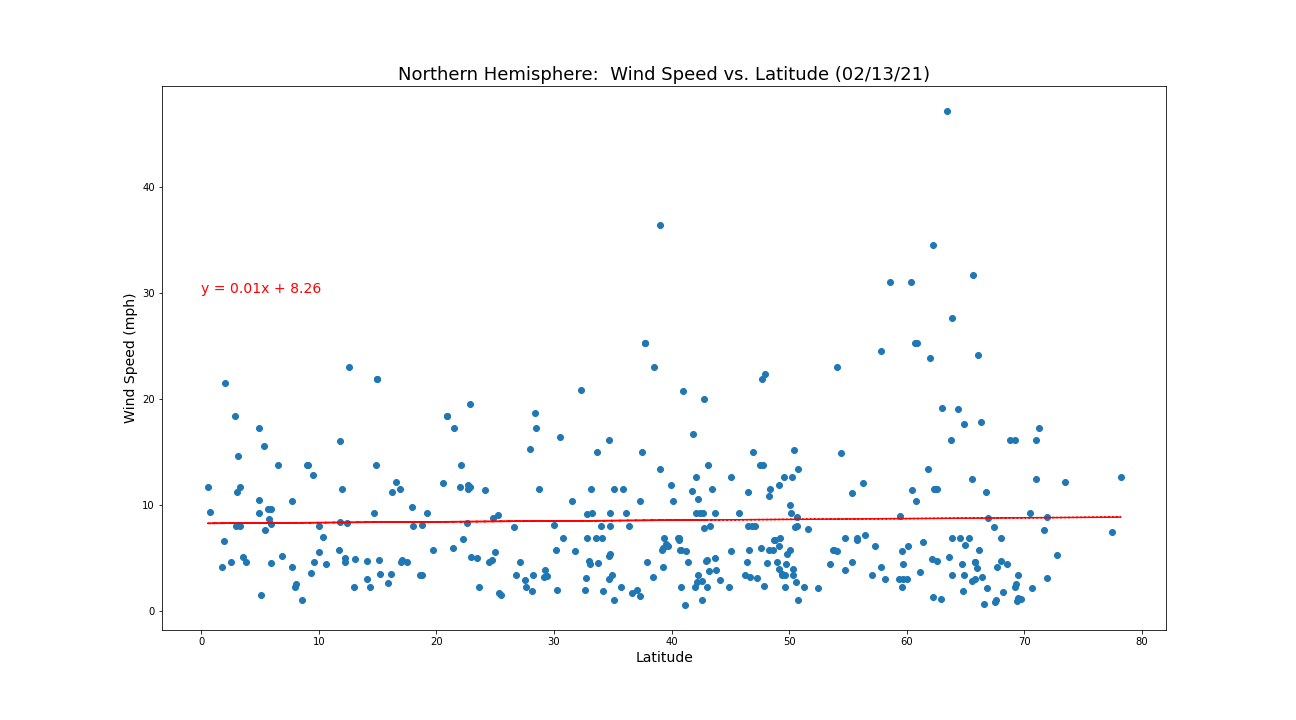 Northern Hemisphere:  Wind Speed vs. Latitude (02/13/21)
40
30
20
10
0
Wind Speed (mph)
y = 0.01x + 8.26
0 10 20 30 40 50 60 70 80
Latitude